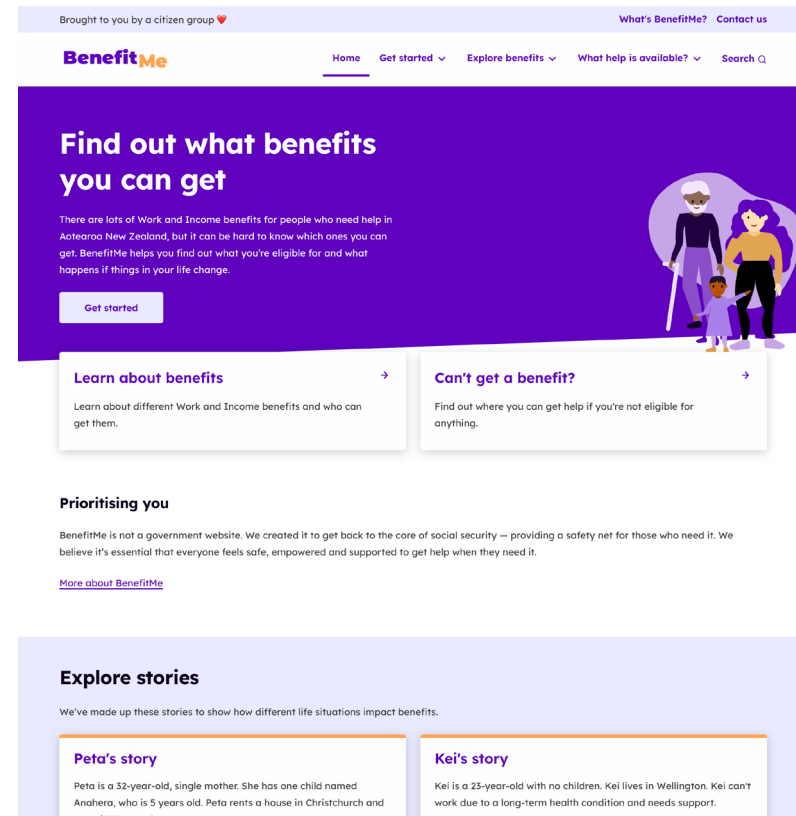 Brought to you by a citizen group ❤️
What's BenefitMe? Contact us
BenefitMe
Home Get started Explore benefits What help is available? Search
Find out what benefits
you can get
There are lots of Work and Income benefits for people who need help in
Aotearoa New Zealand, but it can be hard to know which ones you can
get. BenefitMe helps you find out what you're eligible for and what
happens if things in your life change.
Get started
Learn about benefits →
Learn about different Work and Income benefits and who can
get them.
Can't get a benefit? →
Find out where you can get help if you're not eligible for
anything.
Prioritising you
BenefitMe is not a government website. We created it to get back to the core of social security — providing a safety net for those who need it. We
believe it's essential that everyone feels safe, empowered and supported to get help when they need it.
More about BenefitMe
Explore stories
We've made up these stories to show how different life situations impact benefits.
Peta's story
Peta is a 32-year-old, single mother. She has one child named
Anahera, who is 5 years old. Peta rents a house in Christchurch and
Kei's story
Kei is a 23-year-old with no children. Kei lives in Wellington. Kei can't
work due to a long-term health condition and needs support.